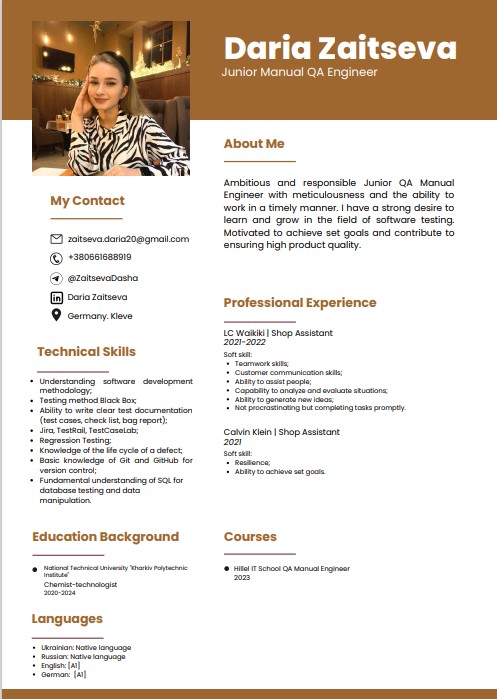 Daria Zaitseva
Junior Manual QA Engineer
My Contact
zaitseva.daria20@gmail.com
+380661688919
@ZaitsevaDasha
Daria Zaitseva
Germany. Kleve
Technical Skills
• Understanding software development
methodology;
• Testing method Black Box;
• Ability to write clear test documentation
(test cases, check list, bag report);
• Jira, TestRail, TestCaseLab;
• Regression Testing;
• Knowledge of the life cycle of a defect;
• Basic knowledge of Git and GitHub for
version control;
• Fundamental understanding of SQL for
database testing and data
manipulation.
Education Background
• National Technical University "Kharkiv Polytechnic
Institute"
Chemist-technologist
2020-2024
Languages
• Ukrainian: Native language
• Russian: Native language
• English: [A1]
• German: [A1]
About Me
Ambitious and responsible Junior QA Manual
Engineer with meticulousness and the ability to
work in a timely manner. I have a strong desire to
learn and grow in the field of software testing.
Motivated to achieve set goals and contribute to
ensuring high product quality.
Professional Experience
LC Waikiki | Shop Assistant
2021-2022
Soft skill:
• Teamwork skills;
• Customer communication skills;
• Ability to assist people;
• Capability to analyze and evaluate situations;
• Ability to generate new ideas;
• Not procrastinating but completing tasks promptly.
Calvin Klein | Shop Assistant
2021
Soft skill:
• Resilience;
• Ability to achieve set goals.
Courses
• Hillel IT School QA Manual Engineer
2023